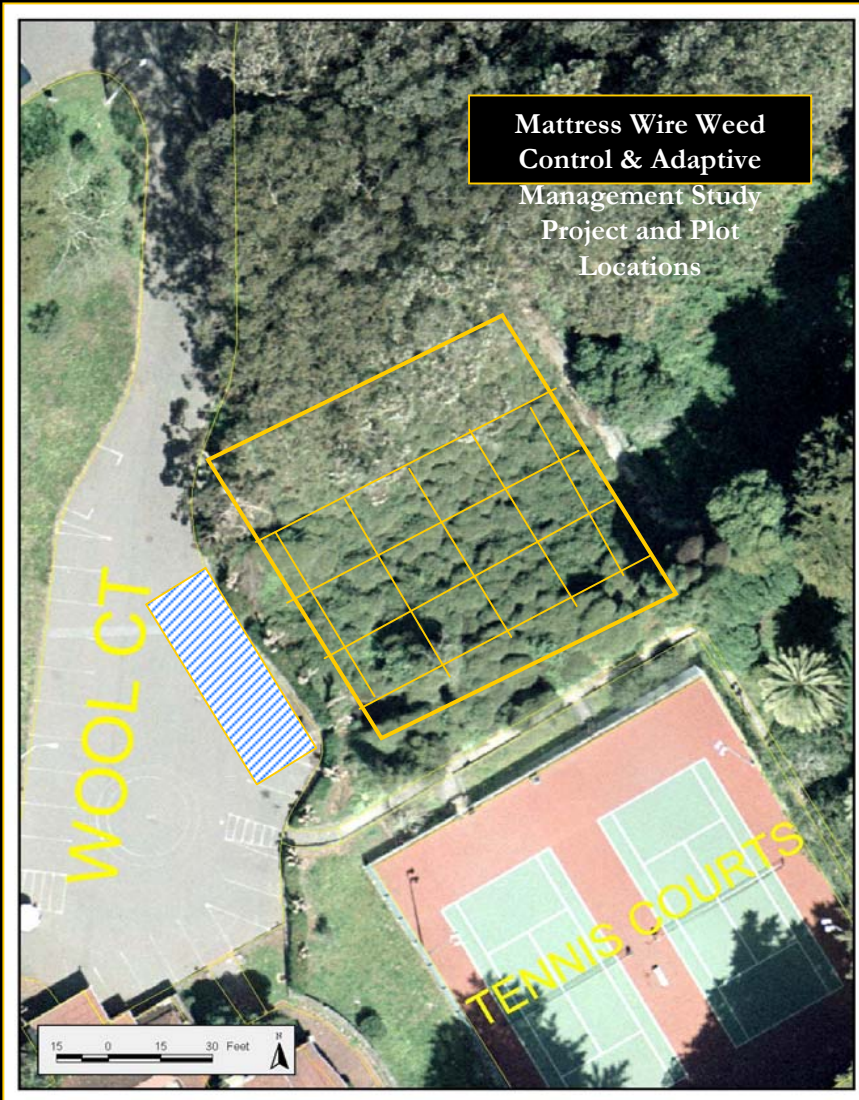 Mattress Wire Weed
Control & Adaptive
Management Study
Project and Plot
Locations
WOOL CT
TENNIS COURTS
15 0 15 30 Feet
N